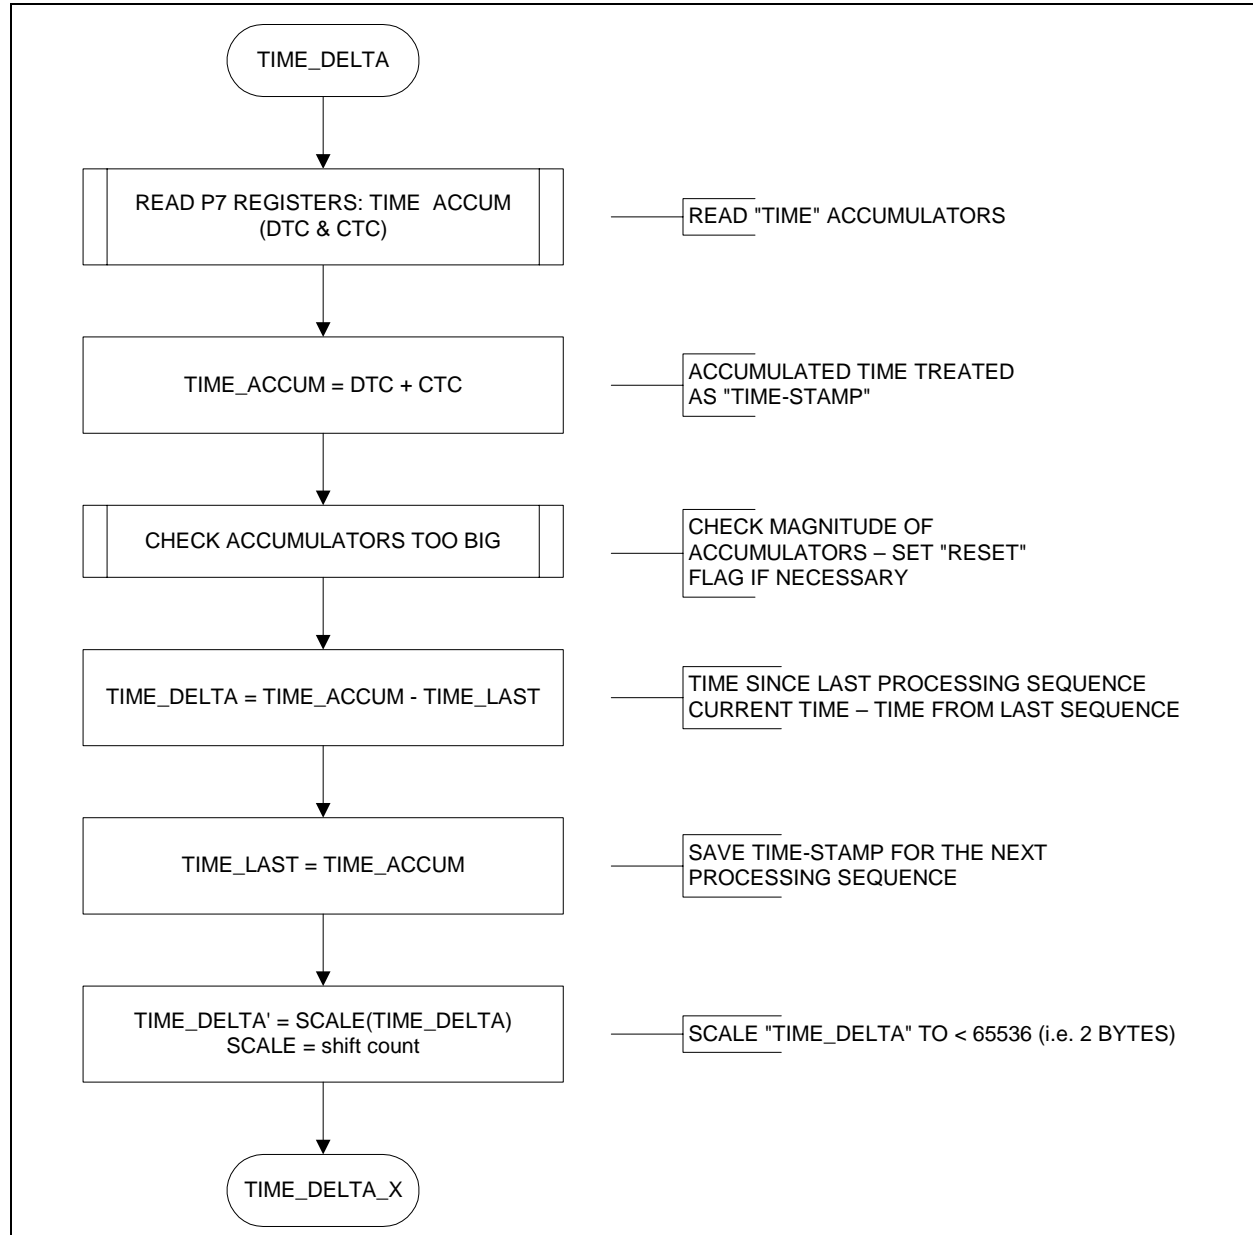 TIME_DELTA
READ P7 REGISTERS: TIME  ACCUM
(DTC & CTC)
READ "TIME" ACCUMULATORS
TIME_ACCUM = DTC + CTC
ACCUMULATED TIME TREATED
AS "TIME-STAMP"
CHECK ACCUMULATORS TOO BIG
CHECK MAGNITUDE OF
ACCUMULATORS – SET "RESET"
FLAG IF NECESSARY
TIME_DELTA = TIME_ACCUM - TIME_LAST
TIME SINCE LAST PROCESSING SEQUENCE
CURRENT TIME – TIME FROM LAST SEQUENCE
TIME_LAST = TIME_ACCUM
SAVE TIME-STAMP FOR THE NEXT
PROCESSING SEQUENCE
TIME_DELTA' = SCALE(TIME_DELTA)
SCALE = shift count
SCALE "TIME_DELTA" TO < 65536 (i.e. 2 BYTES)
TIME_DELTA_X